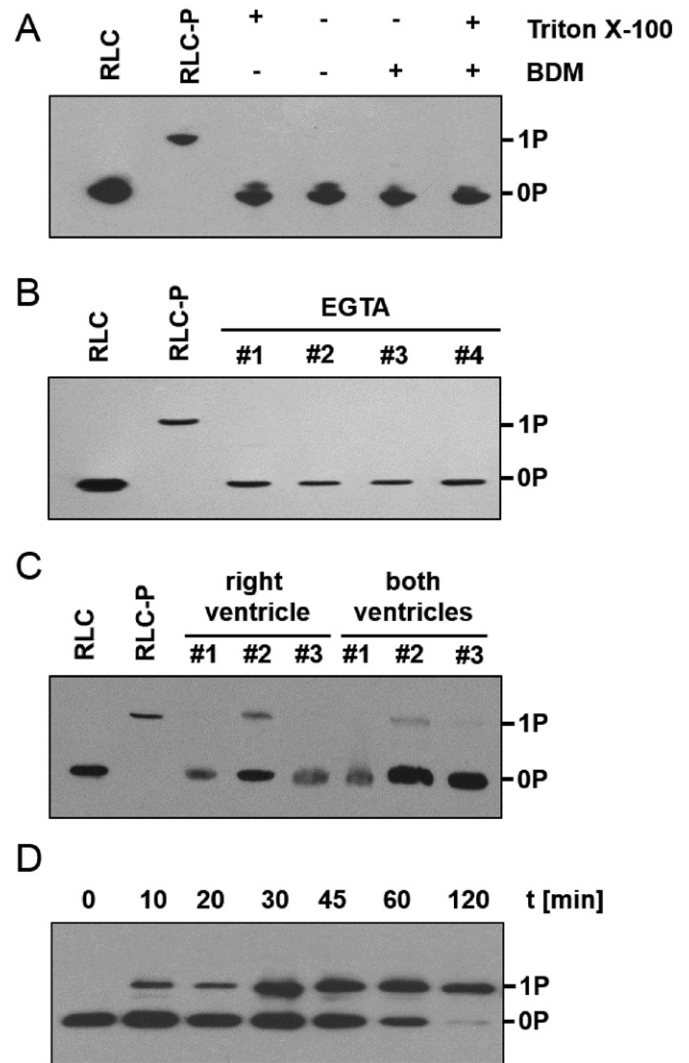 A
RLC RLC-P + - - + Triton X-100
- - + + BDM
1P
0P
B
RLC RLC-P EGTA
#1 #2 #3 #4
1P
0P
C
RLC RLC-P right ventricle both ventricles
#1 #2 #3 #1 #2 #3
1P
0P
D
0 10 20 30 45 60 120 t [min]
1P
0P